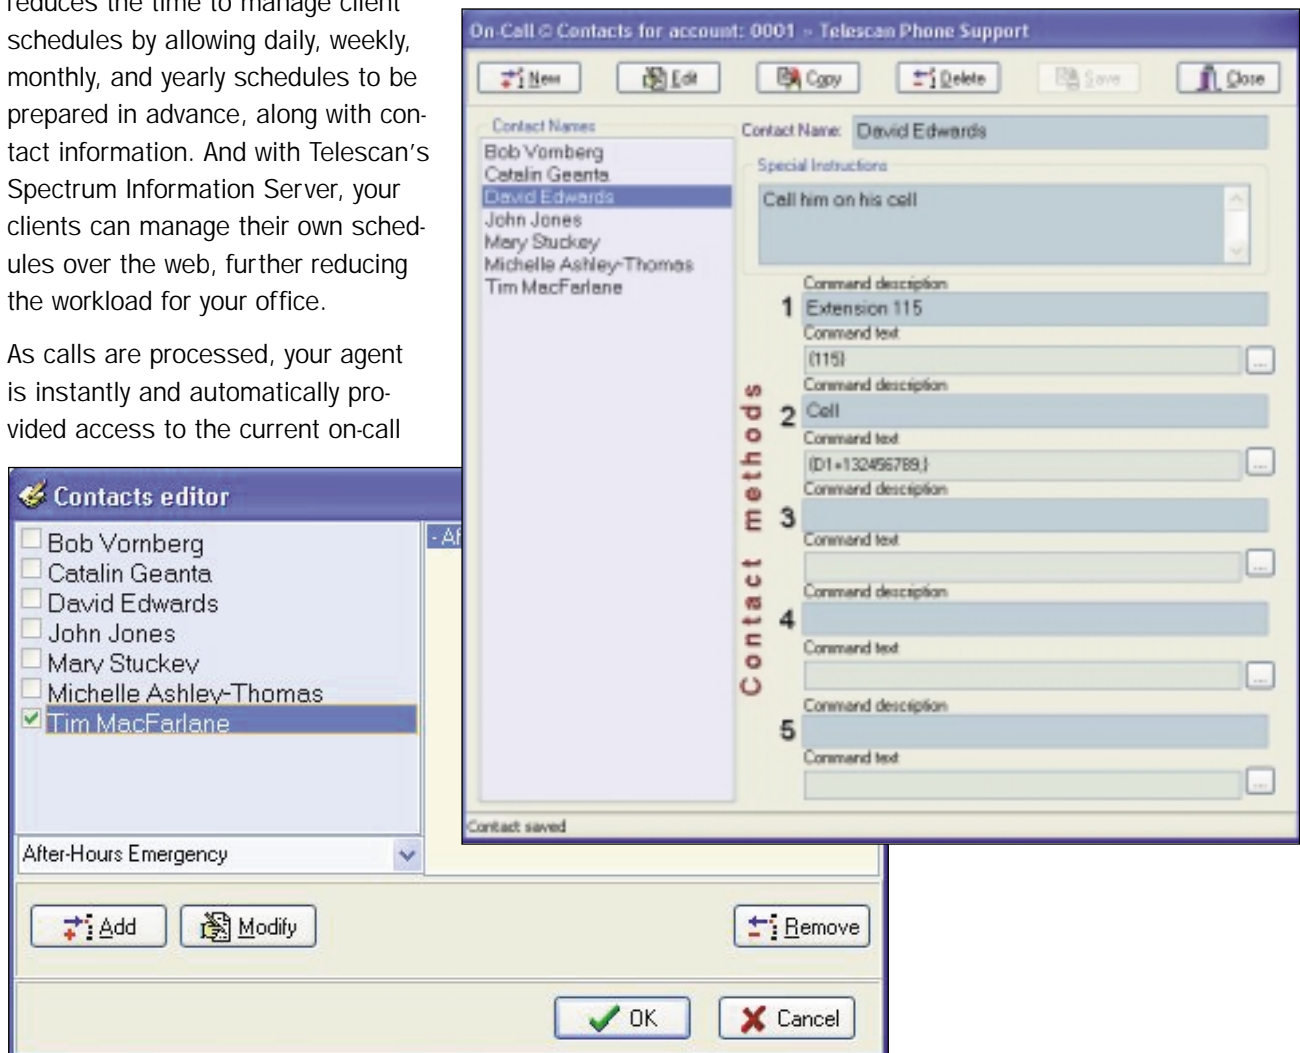 reduces the time to manage client
schedules by allowing daily, weekly,
monthly, and yearly schedules to be
prepared in advance, along with con-
tact information. And with Telescan's
Spectrum Information Server, your
clients can manage their own sched-
ules over the web, further reducing
the workload for your office.
As calls are processed, your agent
is instantly and automatically pro-
vided access to the current on-call
On-Call © Contacts for account: 0001 - Telescan Phone Support
New Edit Copy Delete Save Close
Contact Names
Bob Vornberg
Catalin Geanta
David Edwards
John Jones
Mary Stuckey
Michelle Ashley-Thomas
Tim MacFarlane
Contact Name: David Edwards
Special Instructions
Call him on his cell
Contact methods
Command description
1 Extension 115
Command text
{115}
...
Command description
2 Cell
Command text
{D1+132456789;}
...
Command description
3
Command text
...
Command description
4
Command text
...
Command description
5
Command text
...
Contact saved
Contacts editor
Bob Vornberg
Catalin Geanta
David Edwards
John Jones
Mary Stuckey
Michelle Ashley-Thomas
Tim MacFarlane
- Af
After-Hours Emergency
Add Modify Remove
OK Cancel